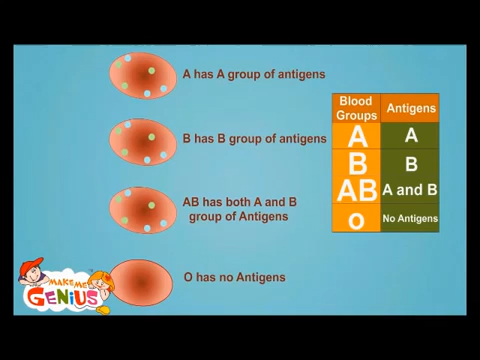 A has A group of antigens
B has B group of antigens
AB has both A and B
group of Antigens
O has no Antigens
Blood
Groups
Antigens
A
A
B
B
AB
A and B
o
No Antigens
MAKE ME
GENIUS